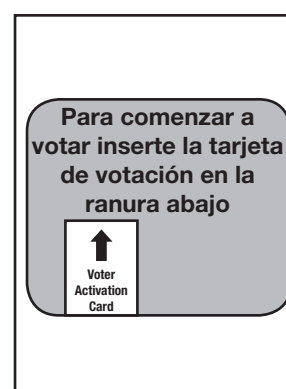 Para comenzar a
votar inserte la tarjeta
de votación en la
ranura abajo
Voter
Activation
Card